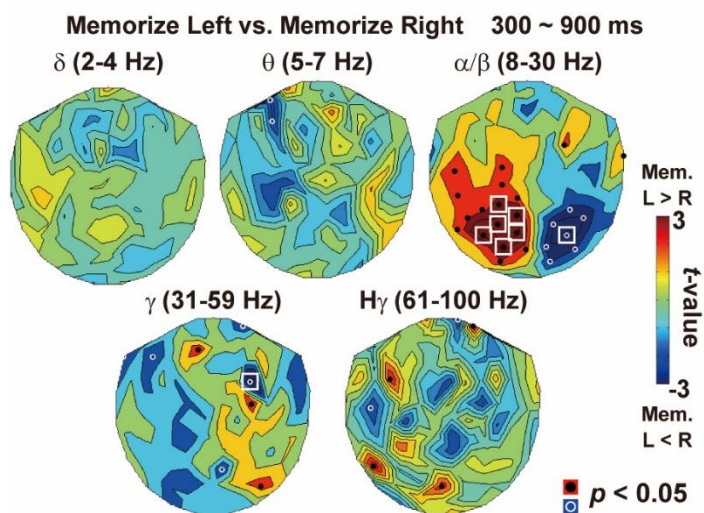 Memorize Left vs. Memorize Right 300 ~ 900 ms
δ (2-4 Hz) θ (5-7 Hz) α/β (8-30 Hz)
Mem.
L > R
3
t-value
-3
Mem.
L < R
γ (31-59 Hz) Hγ (61-100 Hz)
p < 0.05